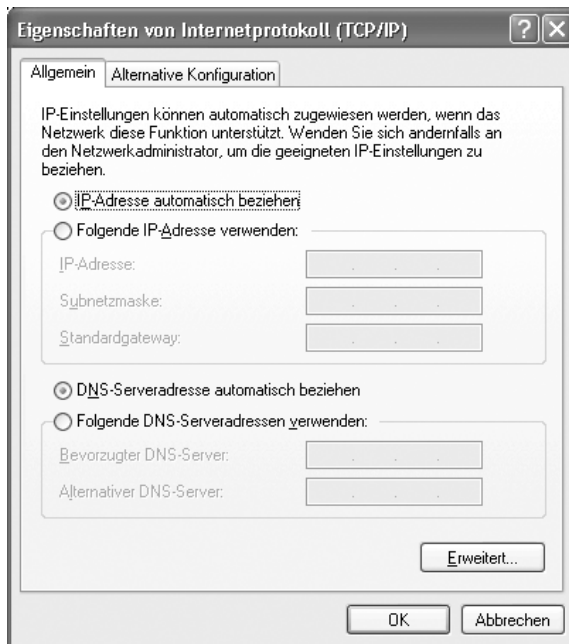 Eigenschaften von Internetprotokoll (TCP/IP)
Allgemein
Alternative Konfiguration
IP-Einstellungen können automatisch zugewiesen werden, wenn das
Netzwerk diese Funktion unterstützt. Wenden Sie sich andernfalls an
den Netzwerkadministrator, um die geeigneten IP-Einstellungen zu
beziehen.
IP-Adresse automatisch beziehen
Folgende IP-Adresse verwenden:
IP-Adresse:
Subnetzmaske:
Standardgateway:
DNS-Serveradresse automatisch beziehen
Folgende DNS-Serveradressen verwenden:
Bevorzugter DNS-Server:
Alternativer DNS-Server:
Erweitert...
OK
Abbrechen